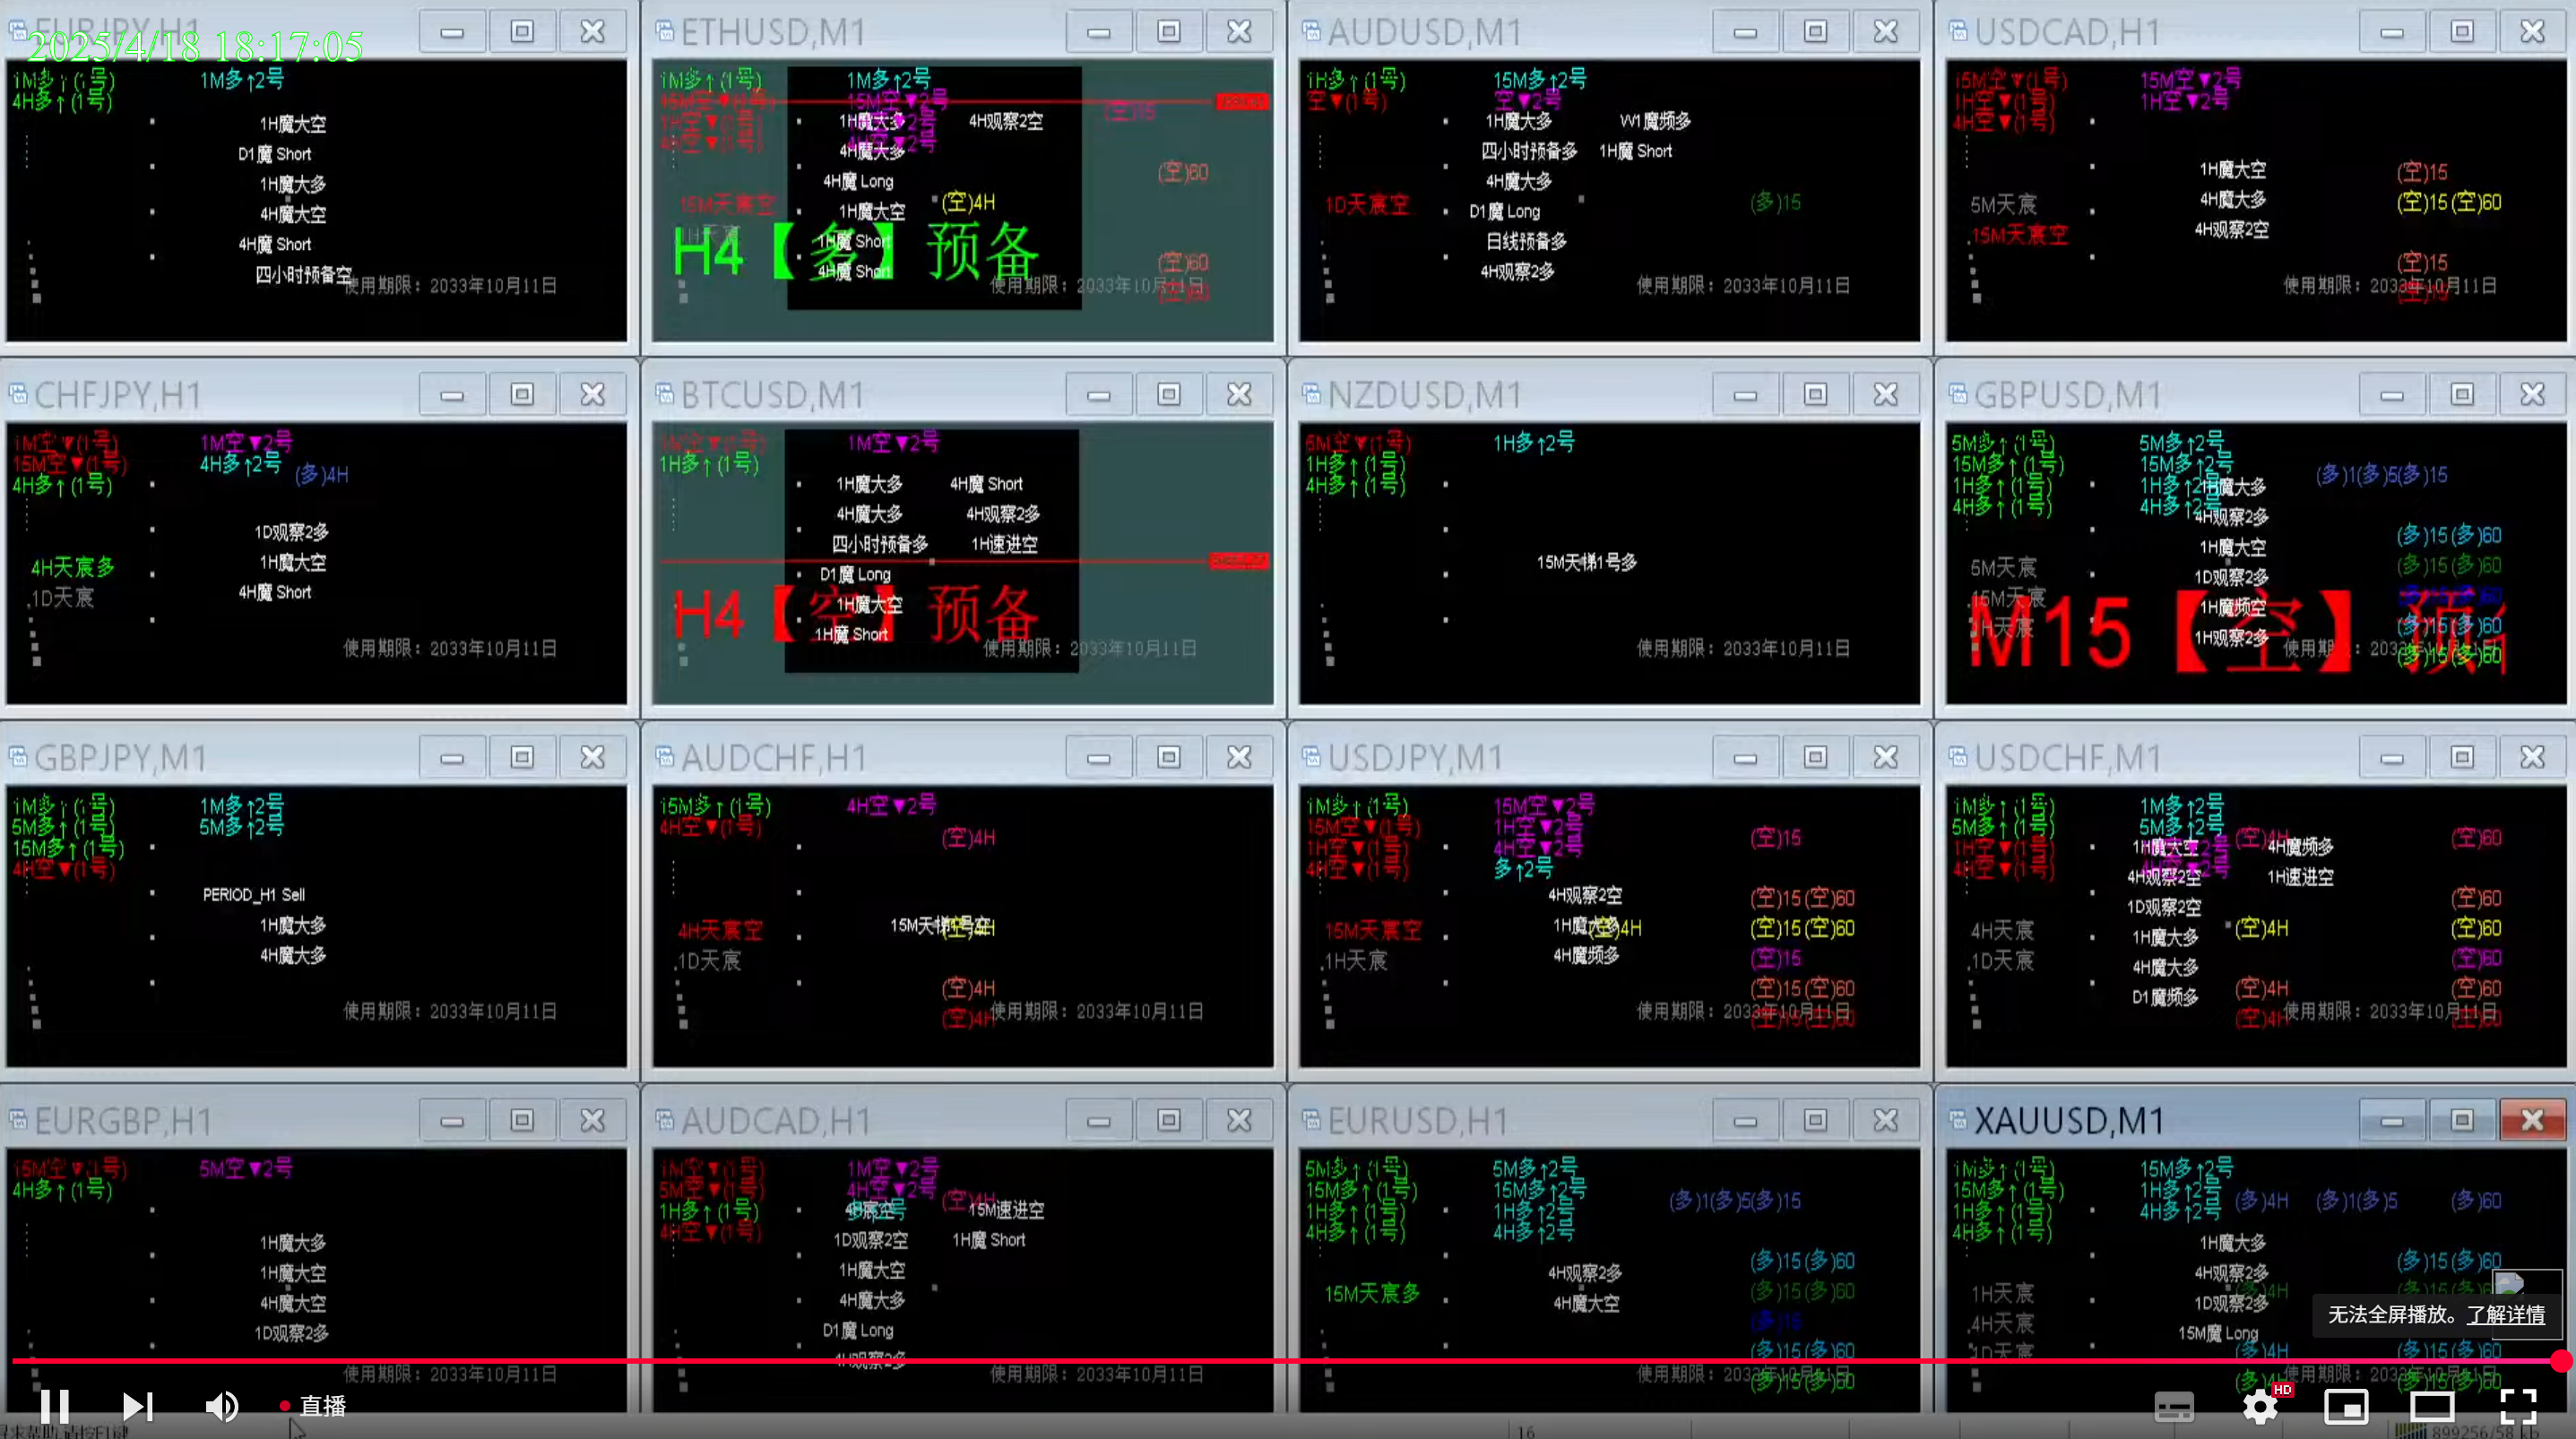 EURJPY,H1
2025/4/18 18:17:05
1M多↑(1号) 1M多↑2号
4H多↑(1号)
1H魔大空
D1魔 Short
1H魔大多
4H魔大空
4H魔 Short
四小时预备空
使用期限：2033年10月11日
ETHUSD,M1
1M多↑(1号) 1M多↑2号
15M空▼(1号) 15M空▼2号
1H魔大多 4H观察2空 (空)15
4H魔大多
(空)60
4H魔 Long
15M天宸空 1H魔大空 (空)4H
1H魔 Short
H4【多】预备
(空)60
4H魔 Short
使用期限：2033年10月11日
(空)60
AUDUSD,M1
1H多↑(1号) 15M多↑2号
空▼(1号) 空▼2号
1H魔大多 W1魔频多
四小时预备多 1H魔 Short
4H魔大多
1D天宸空 (多)15
D1魔 Long
日线预备多
4H观察2多
使用期限：2033年10月11日
USDCAD,H1
15M空▼(1号) 15M空▼2号
1H空▼(1号) 1H空▼2号
4H空▼(1号)
1H魔大空 (空)15
5M天宸 4H魔大多 (空)15(空)60
15M天宸空 4H观察2空
(空)15
使用期限：2033年10月11日
(空)15
CHFJPY,H1
1M空▼(1号) 1M空▼2号
15M空▼(1号) 4H多↑2号 (多)4H
4H多↑(1号)
1D观察2多
4H天宸多 1H魔大空
1D天宸 4H魔 Short
使用期限：2033年10月11日
BTCUSD,M1
1M空▼(1号) 1M空▼2号
1H多↑(1号)
1H魔大多 4H魔 Short
4H魔大多 4H观察2多
四小时预备多 1H速进空
D1魔 Long
1H魔大空
H4【空】预备
1H魔 Short
使用期限：2033年10月11日
NZDUSD,M1
5M空▼(1号) 1H多↑2号
1H多↑(1号)
4H多↑(1号)
15M天梯1号多
使用期限：2033年10月11日
GBPUSD,M1
5M多↑(1号) 5M多↑2号
15M多↑(1号) 15M多↑2号 (多)1(多)5(多)15
1H多↑(1号) 1H多↑2号 1H魔大多
4H多↑(1号) 4H多↑2号
4H观察2多 (多)15(多)60
1H魔大空
5M天宸 1D观察2多 (多)15(多)60
15M天宸 1H魔频空 (多)15(多)60
1H天宸 1H观察2多 (多)15(多)60
M15【空】预
使用期限：2033年10月11日
(多)15(多)60
GBPJPY,M1
1M多↑(1号) 1M多↑2号
5M多↑(1号) 5M多↑2号
15M多↑(1号)
4H空▼(1号)
PERIOD_H1 Sell
1H魔大多
4H魔大多
使用期限：2033年10月11日
AUDCHF,H1
15M多↑(1号) 4H空▼2号
4H空▼(1号) (空)4H
4H天宸空 15M天梯1号空 (空)4H
1D天宸
(空)4H
(空)4H 使用期限：2033年10月11日
USDJPY,M1
1M多↑(1号) 15M空▼2号
15M空▼(1号) 1H空▼2号 (空)15
1H空▼(1号) 4H空▼2号
4H空▼(1号) 多↑2号
4H观察2空 (空)15(空)60
15M天宸空 1H魔大多 (空)4H (空)15(空)60
1H天宸 4H魔频多 (空)15
(空)15(空)60
使用期限：2033年10月11日
(空)15(空)60
USDCHF,M1
1M多↑(1号) 1M多↑2号
5M多↑(1号) 5M多↑2号 (空)4H (空)60
1H空▼(1号) 1H魔大空 4H魔频多
4H空▼(1号) 4H观察2空 1H速进空
1D观察2空 (空)60
4H天宸 1H魔大多 (空)4H (空)60
1D天宸 4H魔大多 (空)60
D1魔频多 (空)4H (空)60
(空)4H 使用期限：2033年10月11日
(空)60
EURGBP,H1
15M空▼(1号) 5M空▼2号
4H多↑(1号)
1H魔大多
1H魔大空
4H魔大空
1D观察2多
使用期限：2033年10月11日
AUDCAD,H1
1M空▼(1号) 1M空▼2号
5M空▼(1号) 4H空▼2号 (空)4H
1H多↑(1号) 15M速进空
4H空▼(1号) 1D观察2空 1H魔 Short
1H魔大空
4H魔大多
D1魔 Long
4H观察2多
使用期限：2033年10月11日
EURUSD,H1
5M多↑(1号) 5M多↑2号
15M多↑(1号) 15M多↑2号 (多)1(多)5(多)15
1H多↑(1号) 1H多↑2号
4H多↑(1号) 4H多↑2号
4H观察2多 (多)15(多)60
15M天宸多 4H魔大空 (多)15(多)60
(多)15
(多)15(多)60
使用期限：2033年10月11日
(多)15(多)60
XAUUSD,M1
1M多↑(1号) 15M多↑2号
15M多↑(1号) 1H多↑2号 (多)4H (多)1(多)5 (多)60
1H多↑(1号) 4H多↑2号
4H多↑(1号) 1H魔大多
4H观察2多 (多)15(多)60
1H天宸 1D观察2多
4H天宸 15M魔 Long
1D天宸 (多)4H (多)15(多)60
(多)4H 使用期限：2033年10月11日
(多)15(多)60
无法全屏播放。了解详情
直播
HD
寻求帮助,请按F1键
16
899256/58 kb